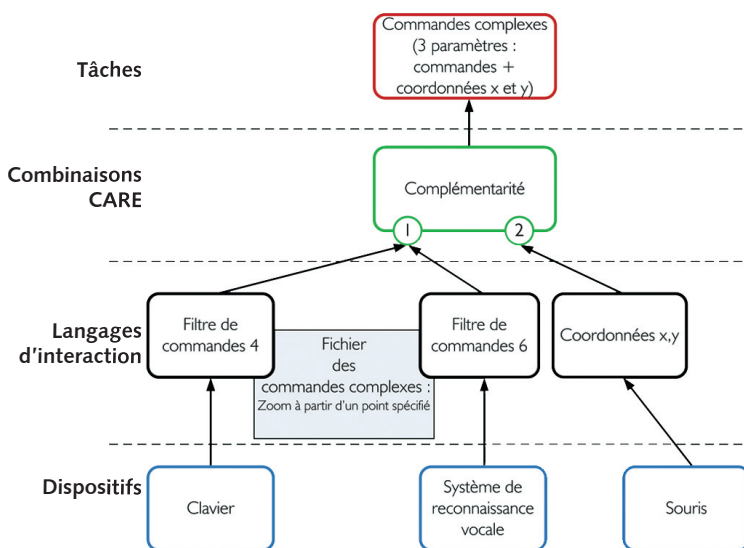 Tâches
Commandes complexes
(3 paramètres :
commandes +
coordonnées x et y)
Combinaisons
CARE
Complémentarité
1
2
Langages
d'interaction
Filtre de
commandes 4
Fichier
des
commandes complexes :
Zoom à partir d'un point spécifié
Filtre de
commandes 6
Coordonnées x,y
Dispositifs
Clavier
Système de
reconnaissance
vocale
Souris